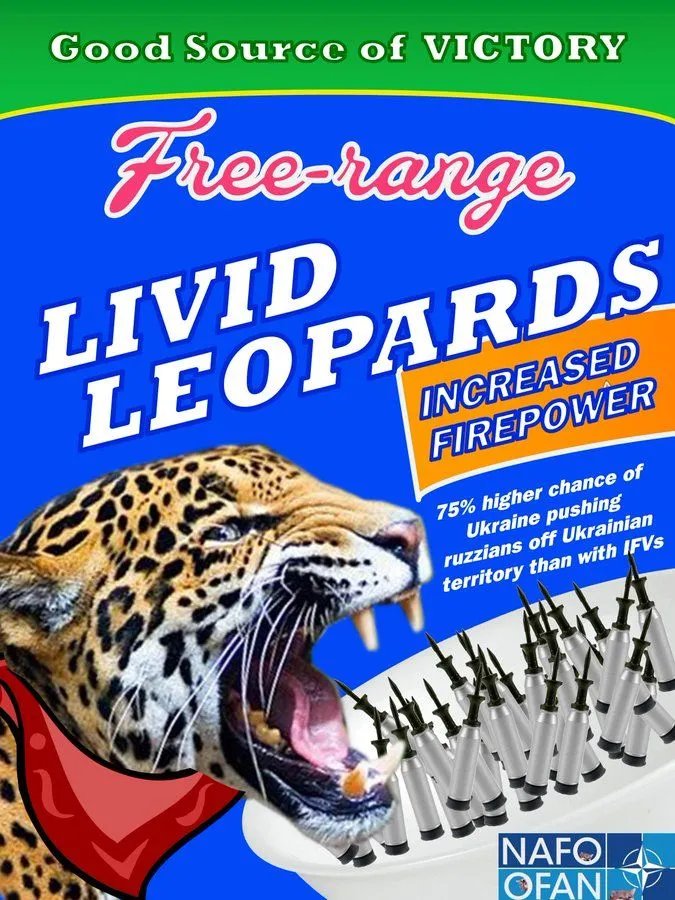 Good Source of VICTORY
Free-range
LIVID
LEOPARDS
INCREASED
FIREPOWER
75% higher chance of
Ukraine pushing
ruzzians off Ukrainian
territory than with IFVs
NAFO
OFAN